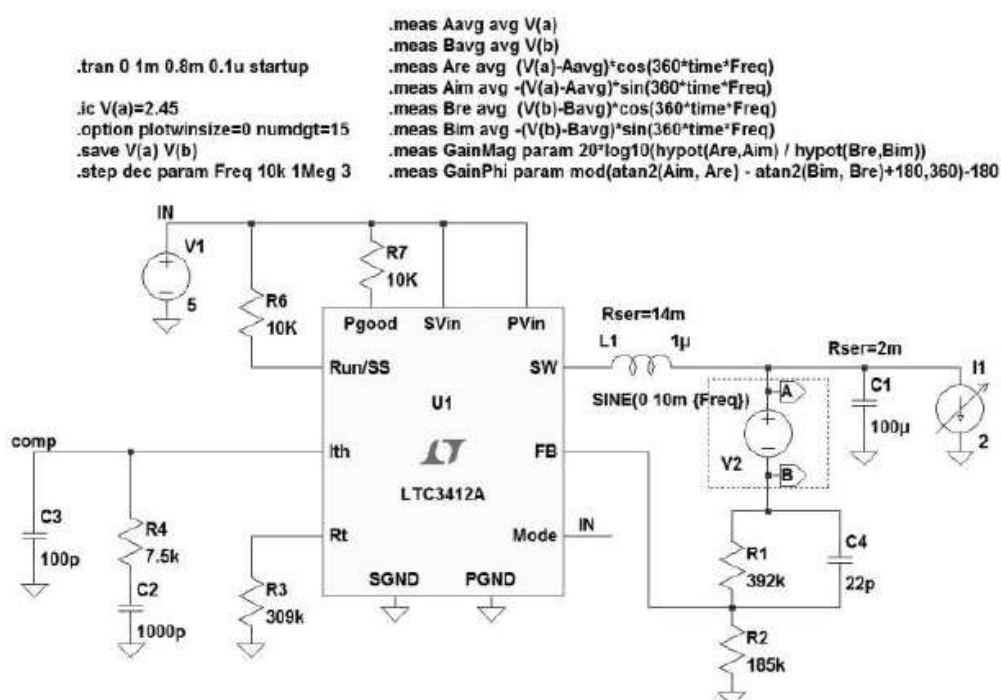 .meas Aavg avg V(a)
.meas Bavg avg V(b)
.tran 0 1m 0.8m 0.1u startup
.meas Are avg (V(a)-Aavg)*cos(360*time*Freq)
.meas Aim avg -(V(a)-Aavg)*sin(360*time*Freq)
.ic V(a)=2.45
.meas Bre avg (V(b)-Bavg)*cos(360*time*Freq)
.option plotwinsize=0 numdgt=15
.meas Bim avg -(V(b)-Bavg)*sin(360*time*Freq)
.save V(a) V(b)
.meas GainMag param 20*log10(hypot(Are,Aim) / hypot(Bre,Bim))
.step dec param Freq 10k 1Meg 3
.meas GainPhi param mod(atan2(Aim, Are) - atan2(Bim, Bre)+180,360)-180
IN
V1
5
R6
10K
R7
10K
Pgood
SVin
PVin
Run/SS
SW
U1
Ith
FB
LTC3412A
Rt
Mode
SGND
PGND
IN
Rser=14m
L1
1µ
SINE(0 10m {Freq})
A
V2
B
Rser=2m
C1
100µ
I1
2
comp
C3
100p
R4
7.5k
C2
1000p
R3
309k
R1
392k
C4
22p
R2
185k